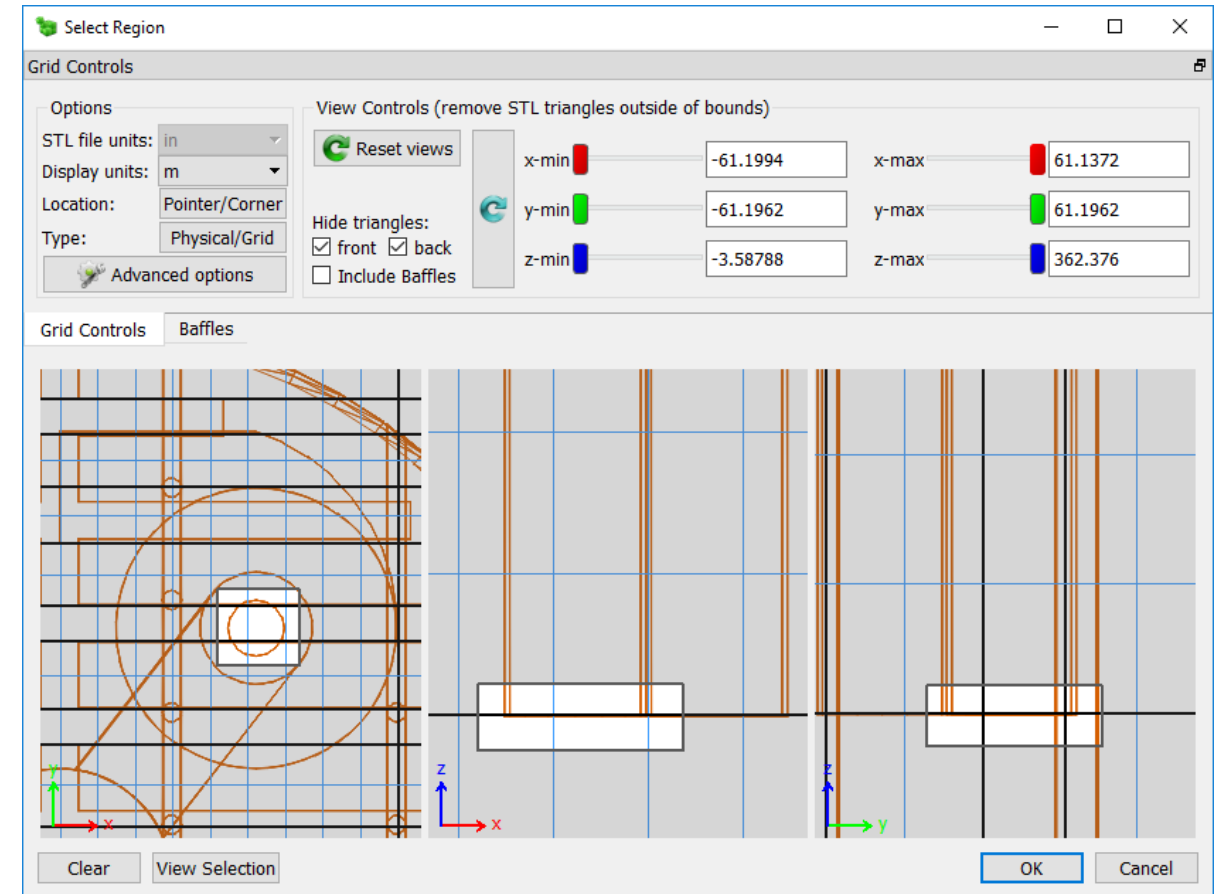 Select Region
Grid Controls
Options
STL file units: in
Display units: m
Location: Pointer/Corner
Type: Physical/Grid
Advanced options
View Controls (remove STL triangles outside of bounds)
Reset views
Hide triangles:
front back
Include Baffles
x-min -61.1994 x-max 61.1372
y-min -61.1962 y-max 61.1962
z-min -3.58788 z-max 362.376
Grid Controls Baffles
y x
z x
z y
Clear View Selection OK Cancel